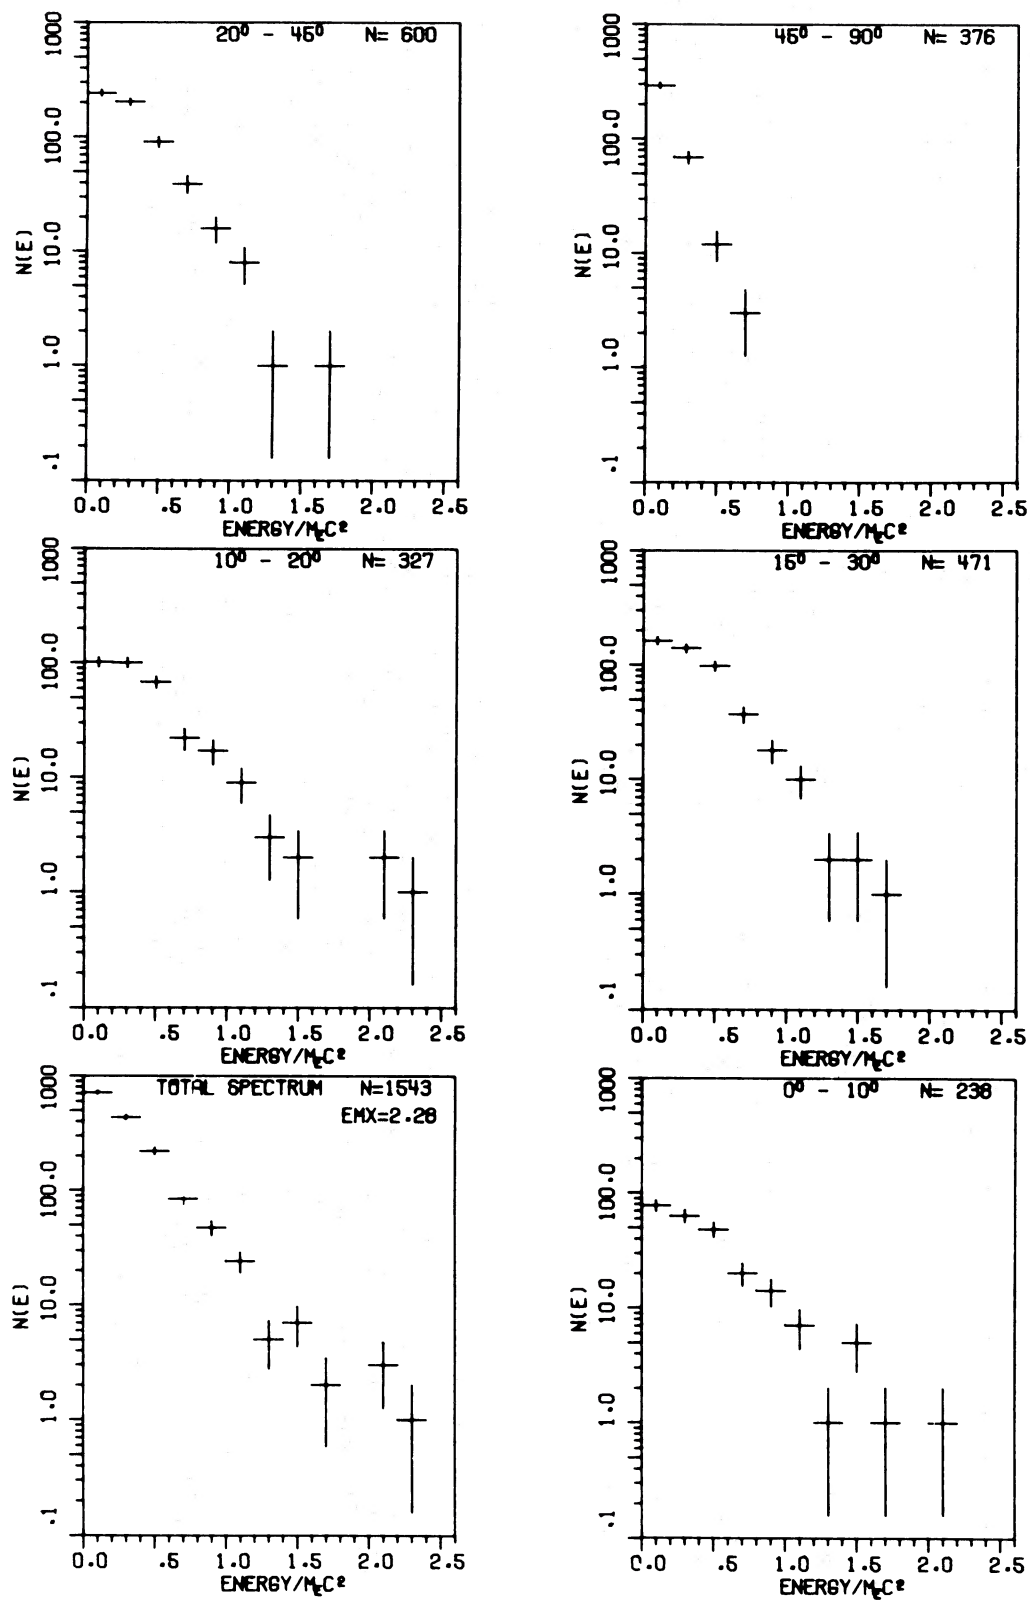 20⁰ - 45⁰ N= 600
1000
100.0
10.0
1.0
.1
N(E)
0.0 .5 1.0 1.5 2.0 2.5
ENERGY/MₑC²
45⁰ - 90⁰ N= 376
1000
100.0
10.0
1.0
.1
N(E)
0.0 .5 1.0 1.5 2.0 2.5
ENERGY/MₑC²
10⁰ - 20⁰ N= 327
1000
100.0
10.0
1.0
.1
N(E)
0.0 .5 1.0 1.5 2.0 2.5
ENERGY/MₑC²
15⁰ - 30⁰ N= 471
1000
100.0
10.0
1.0
.1
N(E)
0.0 .5 1.0 1.5 2.0 2.5
ENERGY/MₑC²
TOTAL SPECTRUM N=1543
EMX=2.28
1000
100.0
10.0
1.0
.1
N(E)
0.0 .5 1.0 1.5 2.0 2.5
ENERGY/MₑC²
0⁰ - 10⁰ N= 238
1000
100.0
10.0
1.0
.1
N(E)
0.0 .5 1.0 1.5 2.0 2.5
ENERGY/MₑC²